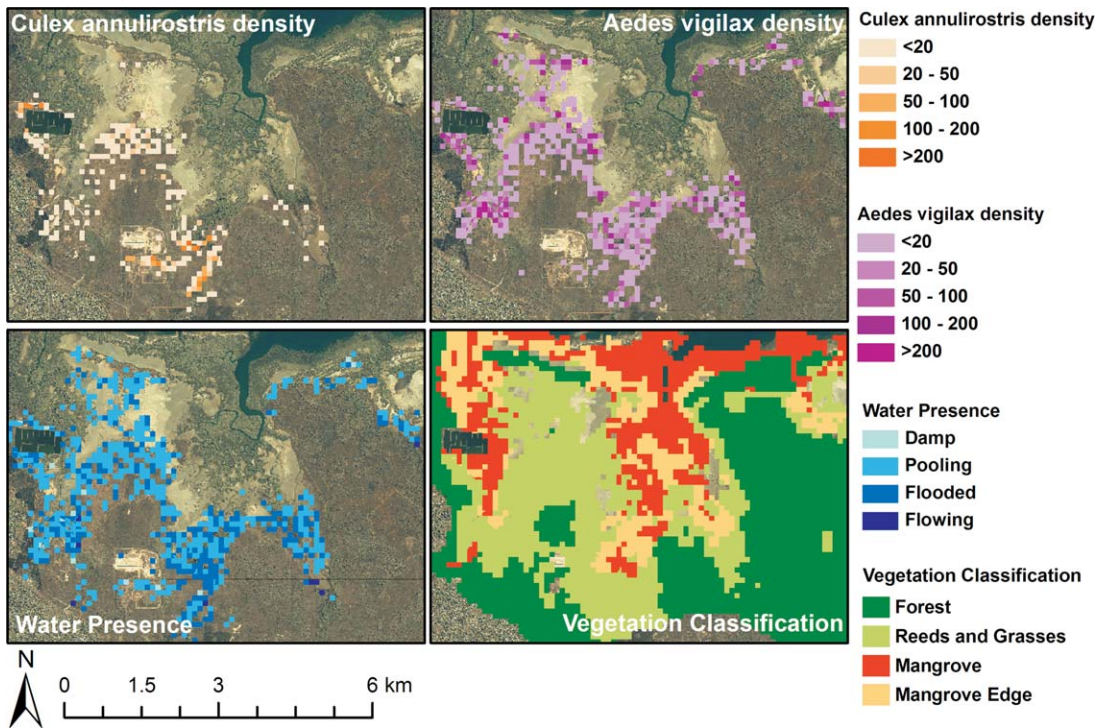 Culex annulirostris density
Aedes vigilax density
Water Presence
Vegetation Classification
N
0 1.5 3 6 km
Culex annulirostris density
<20
20 - 50
50 - 100
100 - 200
>200
Aedes vigilax density
<20
20 - 50
50 - 100
100 - 200
>200
Water Presence
Damp
Pooling
Flooded
Flowing
Vegetation Classification
Forest
Reeds and Grasses
Mangrove
Mangrove Edge